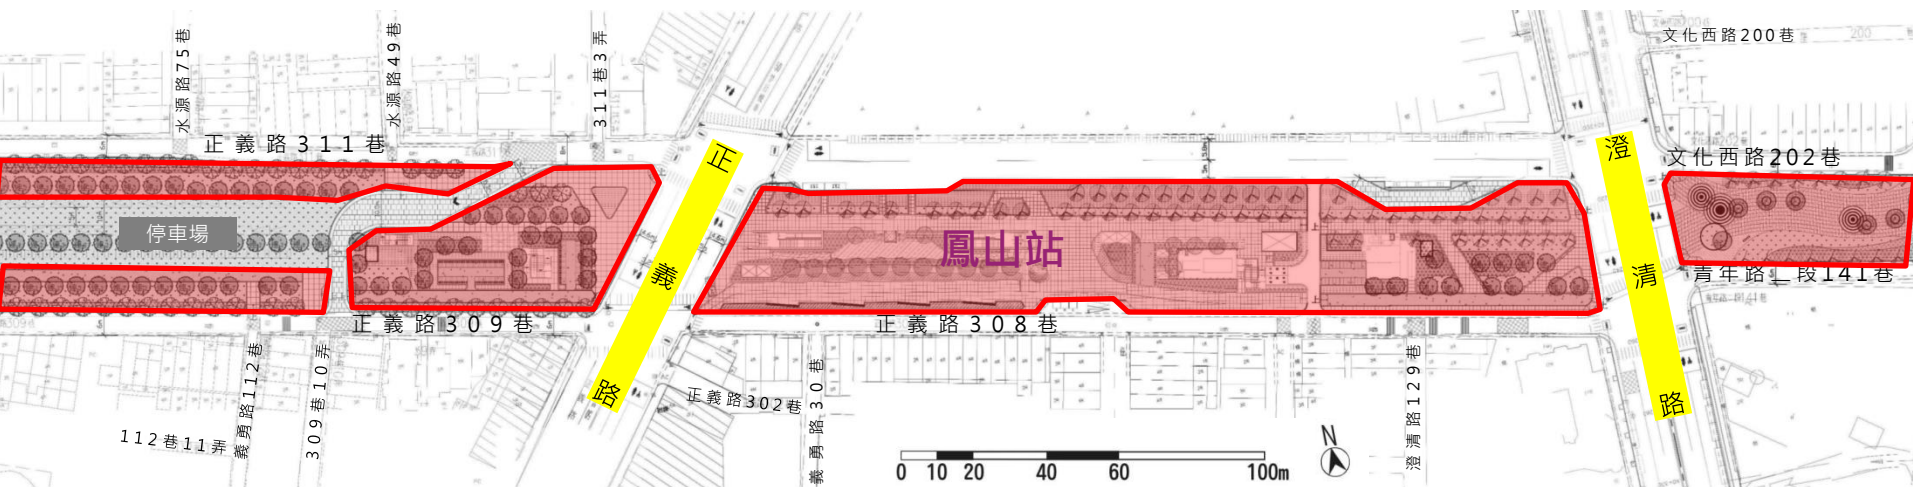 水源路75巷
水源路49巷
311巷3弄
文化西路200巷
200
正義路311巷
正義路
澄清路
文化西路202巷
停車場
鳳山站
青年路二段141巷
正義路309巷
正義路308巷
義勇路112巷
309巷10弄
112巷11弄
正義路302巷
義勇路30巷
澄清路129巷
N
0 10 20 40 60 100m